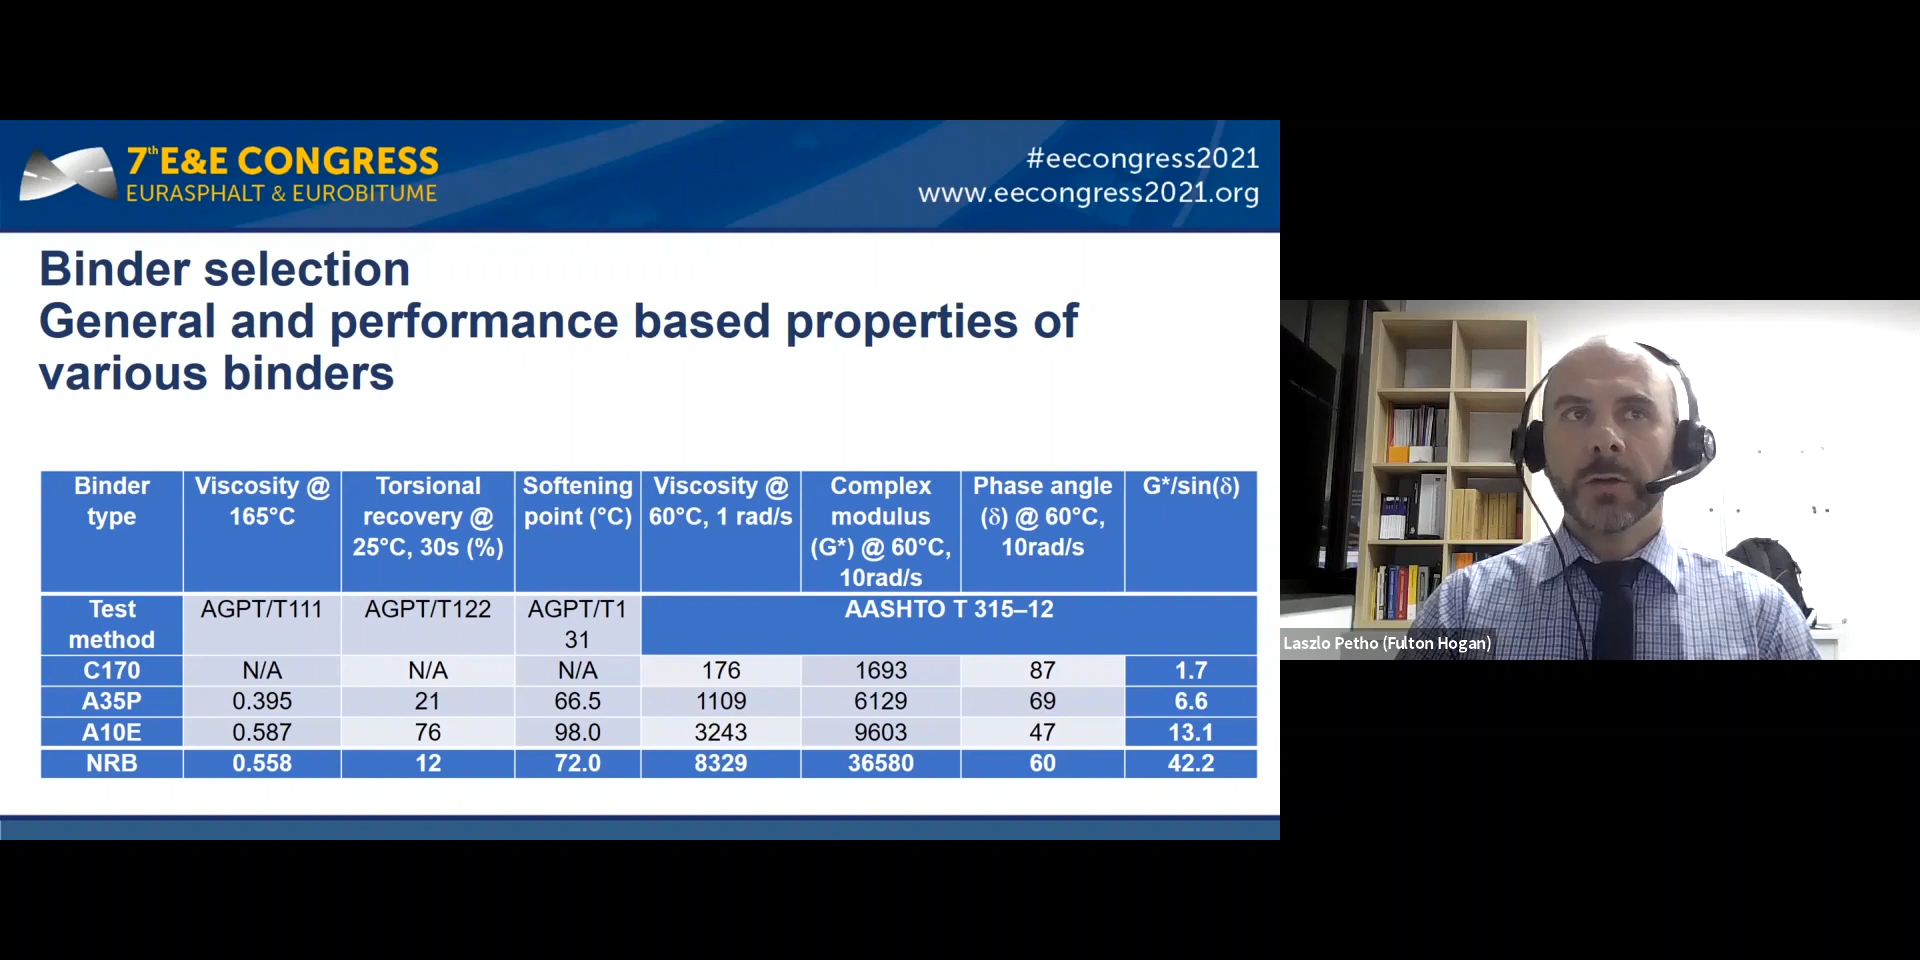 7th E&E CONGRESS
EURASPHALT & EUROBITUME
#eecongress2021
www.eecongress2021.org
Binder selection
General and performance based properties of
various binders
Binder type Viscosity @ 165°C Torsional recovery @ 25°C, 30s (%) Softening point (°C) Viscosity @ 60°C, 1 rad/s Complex modulus (G*) @ 60°C, 10rad/s Phase angle (δ) @ 60°C, 10rad/s G*/sin(δ)
Test method AGPT/T111 AGPT/T122 AGPT/T131 AASHTO T 315–12
C170 N/A N/A N/A 176 1693 87 1.7
A35P 0.395 21 66.5 1109 6129 69 6.6
A10E 0.587 76 98.0 3243 9603 47 13.1
NRB 0.558 12 72.0 8329 36580 60 42.2
Laszlo Petho (Fulton Hogan)